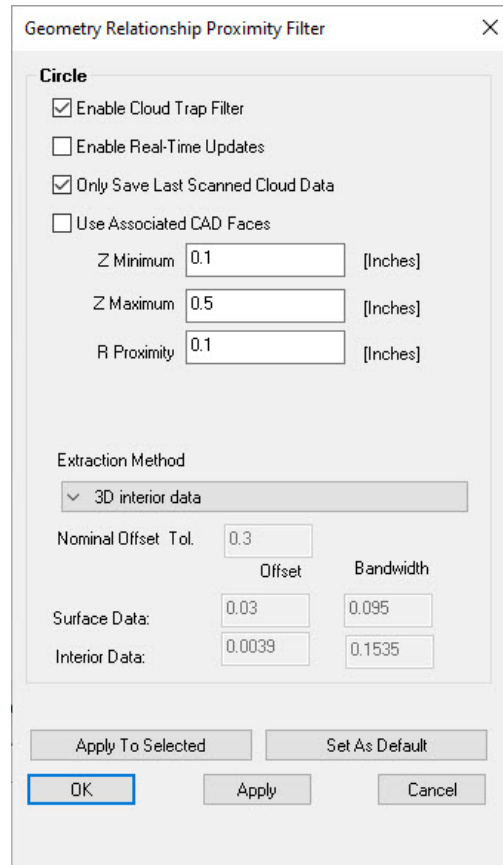 Geometry Relationship Proximity Filter
Circle
Enable Cloud Trap Filter
Enable Real-Time Updates
Only Save Last Scanned Cloud Data
Use Associated CAD Faces
Z Minimum 0.1 [Inches]
Z Maximum 0.5 [Inches]
R Proximity 0.1 [Inches]
Extraction Method
3D interior data
Nominal Offset Tol. 0.3
Offset Bandwidth
Surface Data: 0.03 0.095
Interior Data: 0.0039 0.1535
Apply To Selected Set As Default
OK Apply Cancel